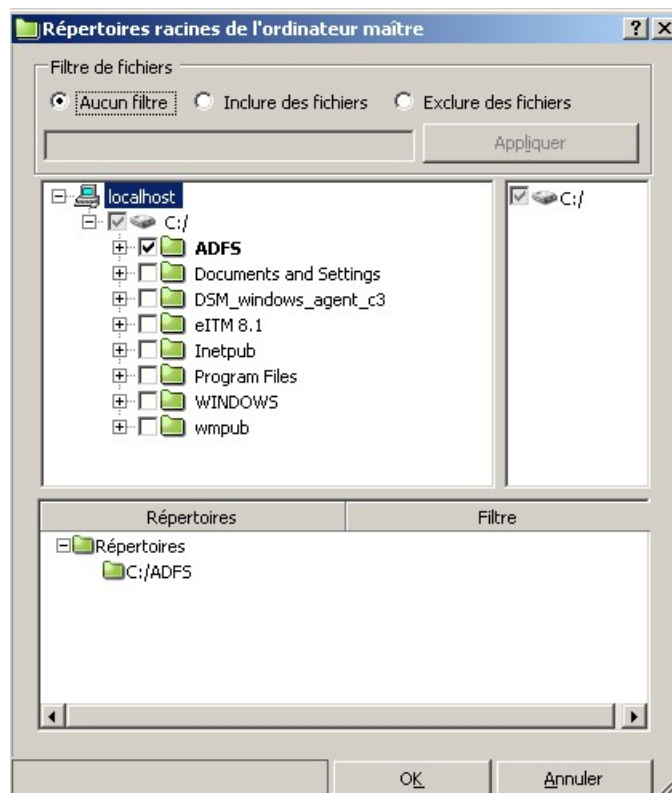 Répertoires racines de l'ordinateur maître
Filtre de fichiers
Aucun filtre Inclure des fichiers Exclure des fichiers
Appliquer
localhost
C:/
ADFS
Documents and Settings
DSM_windows_agent_c3
eITM 8.1
Inetpub
Program Files
WINDOWS
wmpub
C:/
Répertoires Filtre
Répertoires
C:/ADFS
OK Annuler